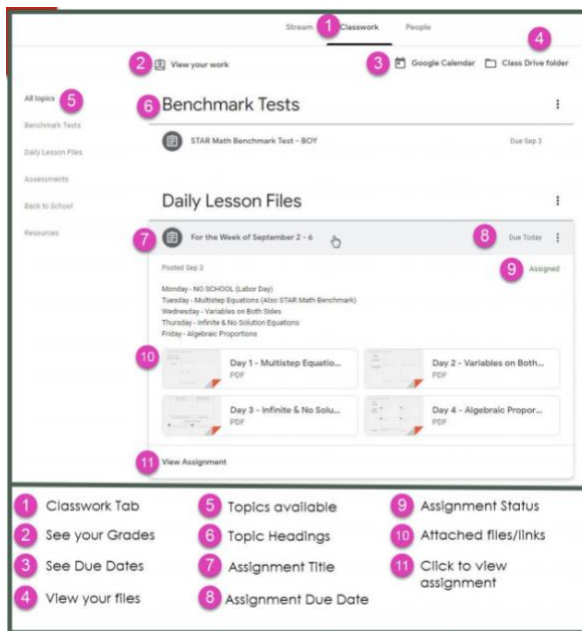 Stream 1 Classwork People
2 View your work 3 Google Calendar 4 Class Drive folder
All topics 5
Benchmark Tests
Daily Lesson Files
Assessments
Back to School
Resources
6 Benchmark Tests
STAR Math Benchmark Test - BOY Due Sep 3
Daily Lesson Files
7 For the Week of September 2 - 6 8 Due Today
Posted Sep 3 9 Assigned
Monday - NO SCHOOL (Labor Day)
Tuesday - Multistep Equations (Also STAR Math Benchmark)
Wednesday - Variables on Both Sides
Thursday - Infinite & No Solution Equations
Friday - Algebraic Proportions
10 Day 1 - Multistep Equatio... Day 2 - Variables on Both...
PDF PDF
Day 3 - Infinite & No Solu... Day 4 - Algebraic Propor...
PDF PDF
11 View Assignment
1 Classwork Tab
2 See your Grades
3 See Due Dates
4 View your files
5 Topics available
6 Topic Headings
7 Assignment Title
8 Assignment Due Date
9 Assignment Status
10 Attached files/links
11 Click to view
assignment